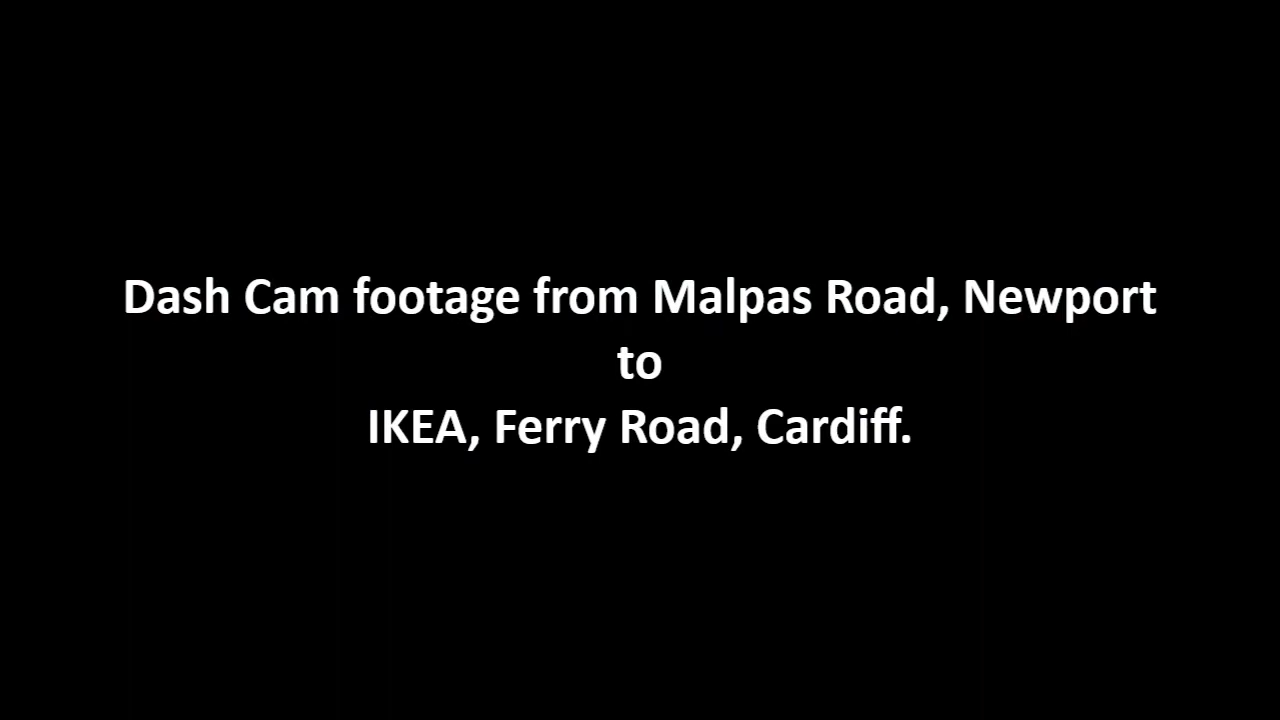 Dash Cam footage from Malpas Road, Newport
to
IKEA, Ferry Road, Cardiff.